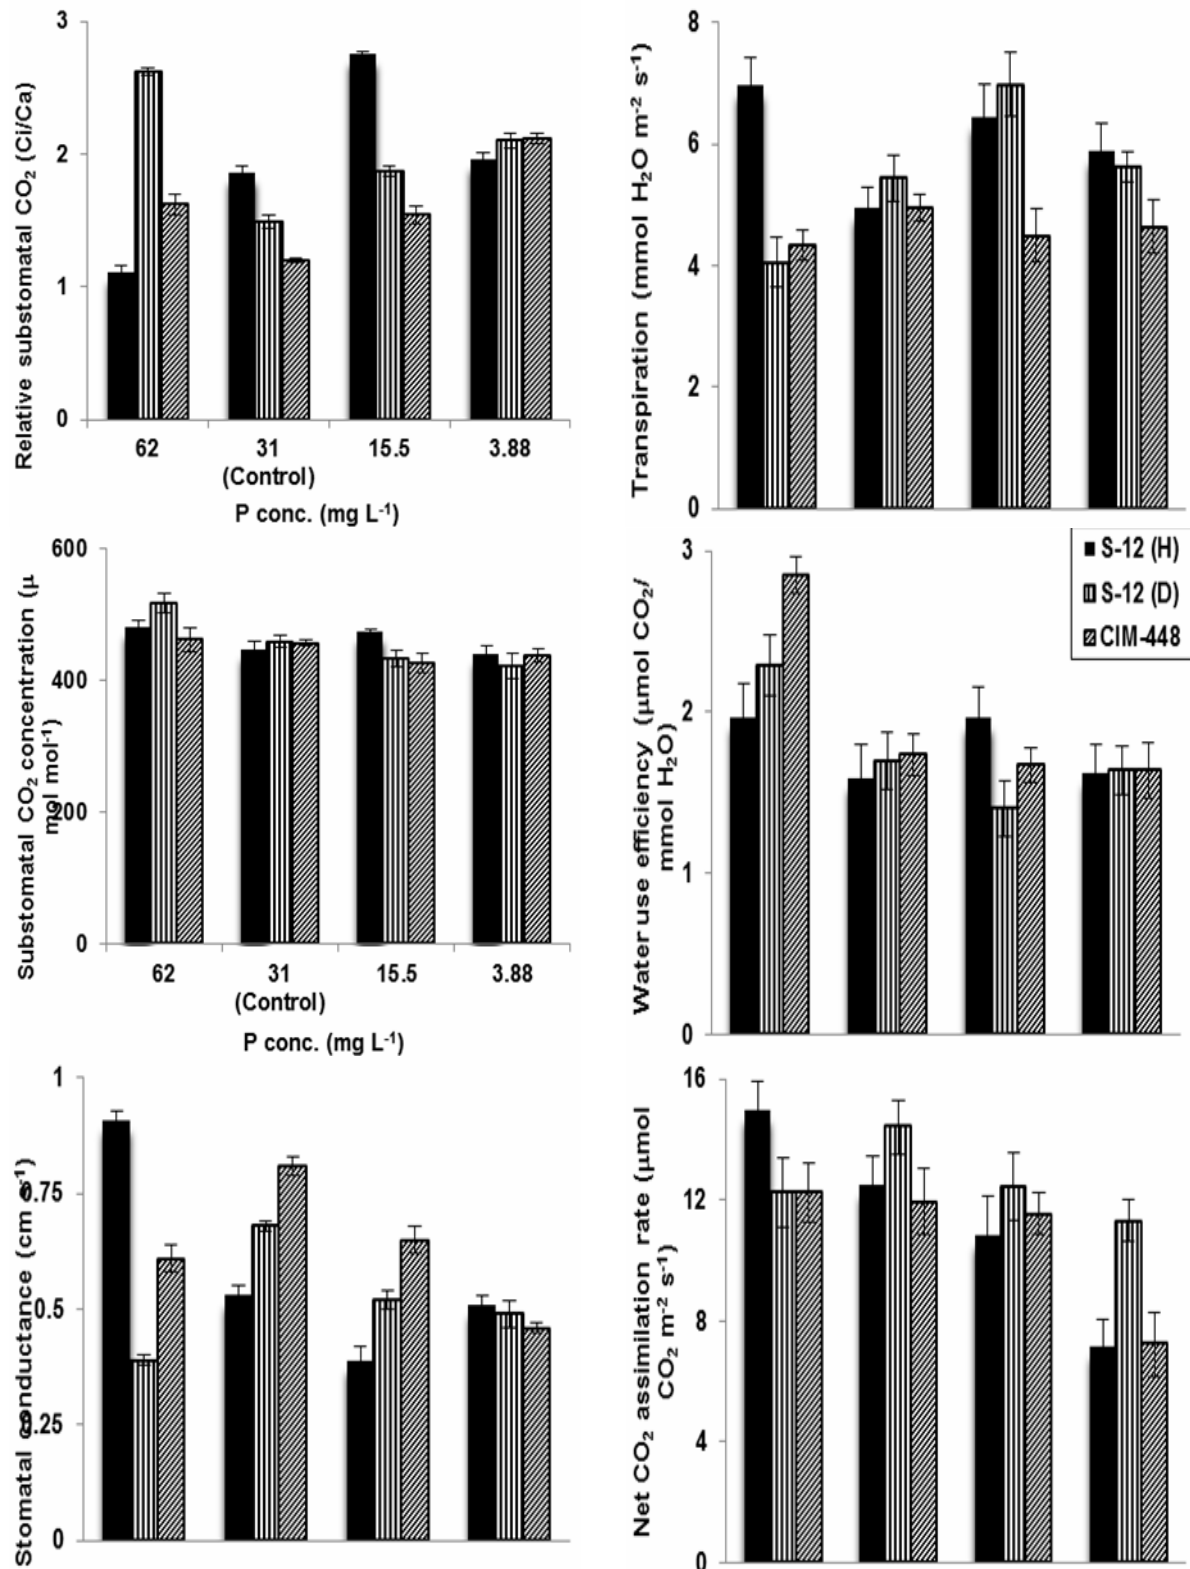 Relative substomatal CO₂ (Ci/Ca)
3
2
1
0
62
31
15.5
3.88
(Control)
P conc. (mg L⁻¹)
Transpiration (mmol H₂O m⁻² s⁻¹)
8
6
4
2
0
Substomatal CO₂ concentration (μ
mol mol⁻¹)
600
400
200
0
62
31
15.5
3.88
(Control)
P conc. (mg L⁻¹)
Water use efficiency (μmol CO₂/
mmol H₂O)
3
2
1
0
S-12 (H)
S-12 (D)
CIM-448
Stomatal conductance (cm s⁻¹)
1
0.75
0.5
0.25
0
Net CO₂ assimilation rate (μmol
CO₂ m⁻² s⁻¹)
16
12
8
4
0